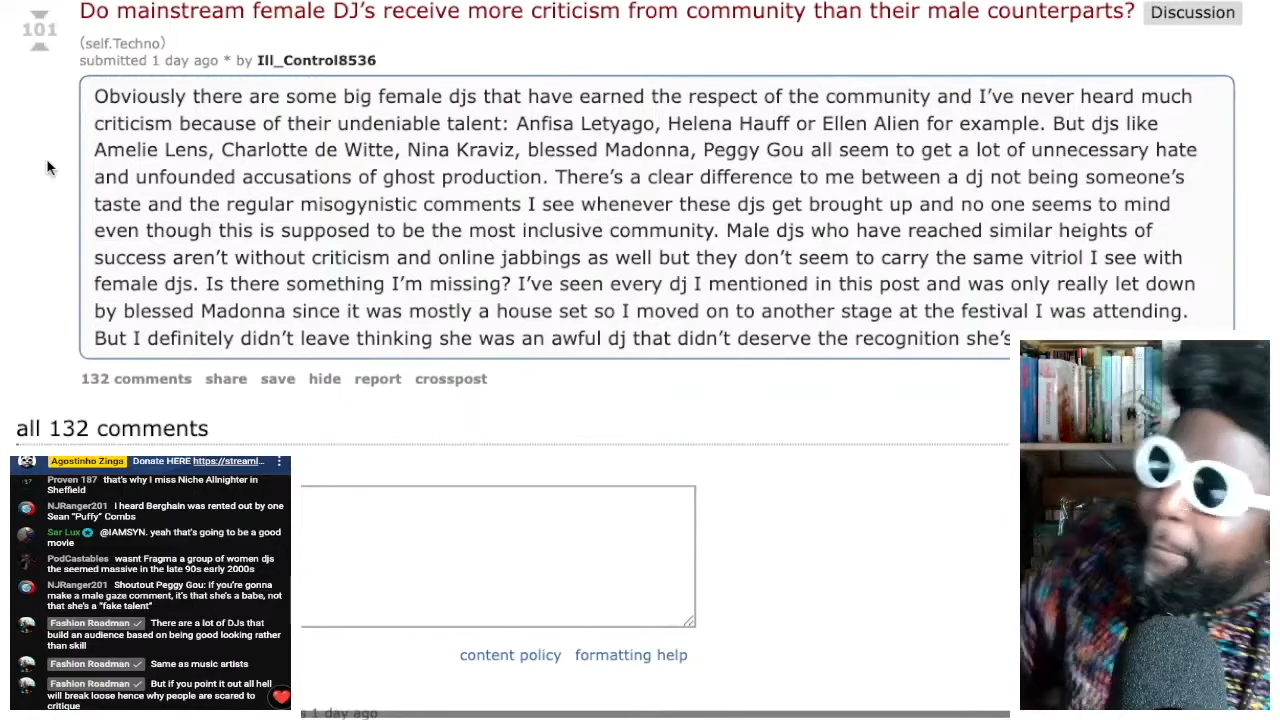 Do mainstream female DJ’s receive more criticism from community than their male counterparts? Discussion
101
(self.Techno)
submitted 1 day ago * by Ill_Control8536
Obviously there are some big female djs that have earned the respect of the community and I’ve never heard much
criticism because of their undeniable talent: Anfisa Letyago, Helena Hauff or Ellen Alien for example. But djs like
Amelie Lens, Charlotte de Witte, Nina Kraviz, blessed Madonna, Peggy Gou all seem to get a lot of unnecessary hate
and unfounded accusations of ghost production. There’s a clear difference to me between a dj not being someone’s
taste and the regular misogynistic comments I see whenever these djs get brought up and no one seems to mind
even though this is supposed to be the most inclusive community. Male djs who have reached similar heights of
success aren’t without criticism and online jabbings as well but they don’t seem to carry the same vitriol I see with
female djs. Is there something I’m missing? I’ve seen every dj I mentioned in this post and was only really let down
by blessed Madonna since it was mostly a house set so I moved on to another stage at the festival I was attending.
But I definitely didn’t leave thinking she was an awful dj that didn’t deserve the recognition she’s
132 comments share save hide report crosspost
all 132 comments
Agostinho Zinga Donate HERE https://streaml...
Proven 187 that's why I miss Niche Allnighter in
Sheffield
NJRanger201 I heard Berghain was rented out by one
Sean "Puffy" Combs
Sar Lux @IAMSYN. yeah that's going to be a good
movie
PodCastables wasnt Fragma a group of women djs
the seemed massive in the late 90s early 2000s
NJRanger201 Shoutout Peggy Gou: if you're gonna
make a male gaze comment, it's that she's a babe, not
that she's a "fake talent"
Fashion Roadman There are a lot of DJs that
build an audience based on being good looking rather
than skill
Fashion Roadman Same as music artists
Fashion Roadman But if you point it out all hell
will break loose hence why people are scared to
critique
content policy formatting help
s 1 day ago